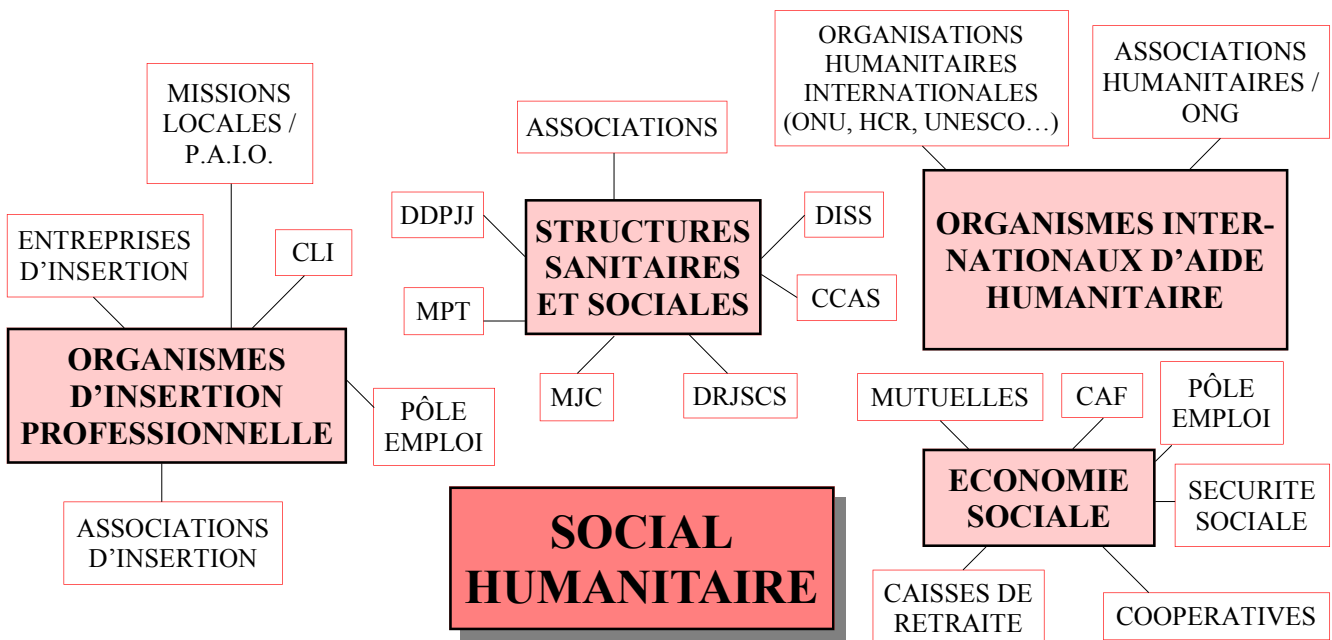 ORGANISATIONS
HUMANITAIRES
INTERNATIONALES
(ONU, HCR, UNESCO…)
ASSOCIATIONS
HUMANITAIRES /
ONG
MISSIONS
LOCALES /
P.A.I.O.
ASSOCIATIONS
DDPJJ
DISS
STRUCTURES
SANITAIRES
ET SOCIALES
ORGANISMES INTER-
NATIONAUX D’AIDE
HUMANITAIRE
ENTREPRISES
D’INSERTION
CLI
MPT
CCAS
ORGANISMES
D’INSERTION
PROFESSIONNELLE
MJC
DRJSCS
MUTUELLES
CAF
PÔLE
EMPLOI
PÔLE
EMPLOI
ECONOMIE
SOCIALE
SECURITE
SOCIALE
ASSOCIATIONS
D’INSERTION
SOCIAL
HUMANITAIRE
CAISSES DE
RETRAITE
COOPERATIVES